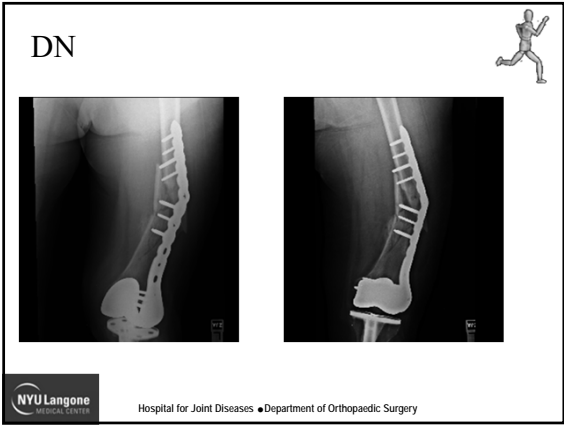 DN
NYU Langone
MEDICAL CENTER
Hospital for Joint Diseases ● Department of Orthopaedic Surgery